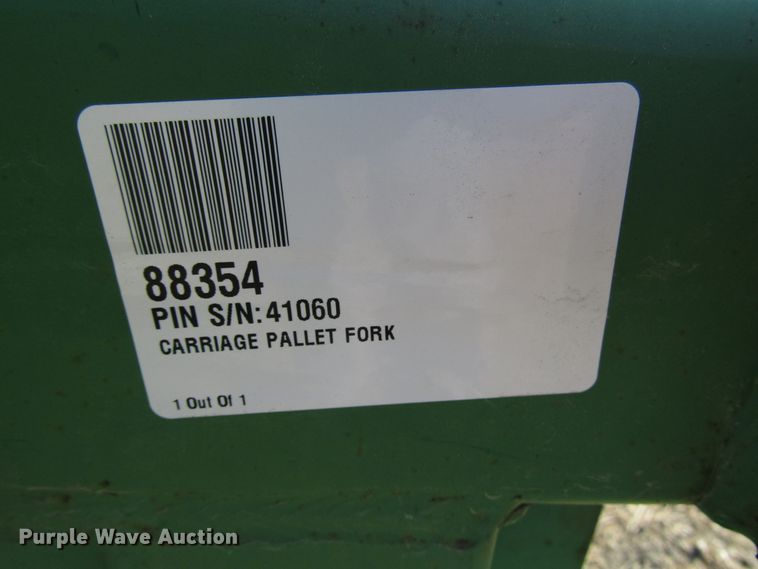 88354
PIN S/N:41060
CARRIAGE PALLET FORK
1 Out Of 1
Purple Wave Auction